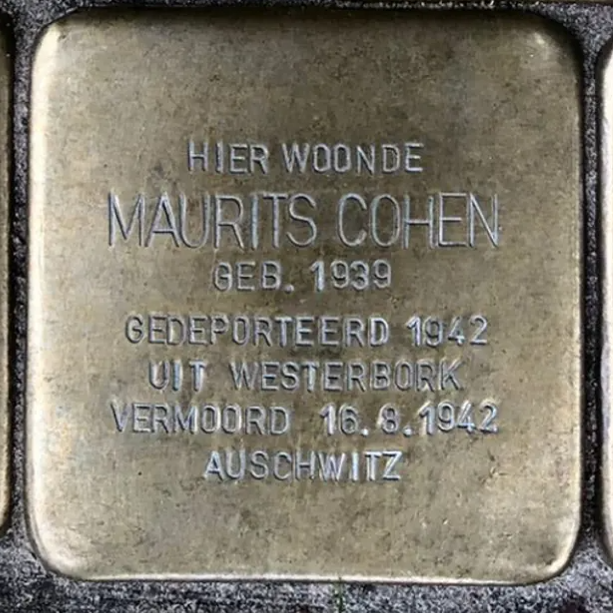 HIER WOONDE
MAURITS COHEN
GEB. 1939
GEDEPORTEERD 1942
UIT WESTERBORK
VERMOORD 16.8.1942
AUSCHWITZ